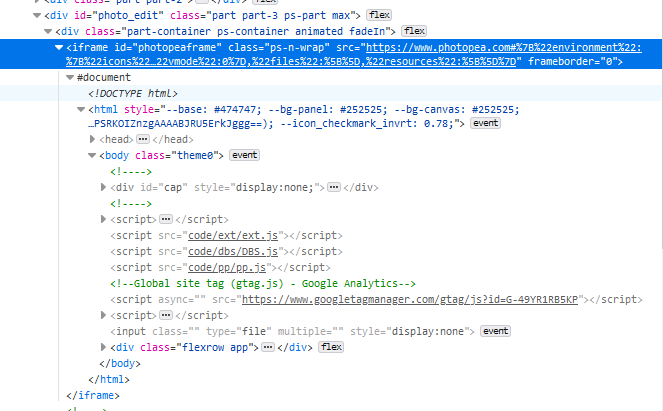 <div class="part part-2"> ··· </div> flex
<div id="photo_edit" class="part part-3 ps-part max"> flex
<div class="part-container ps-container animated fadeIn"> flex
<iframe id="photopeaframe" class="ps-n-wrap" src="https://www.photopea.com#%7B%22environment%22:
%7B%22icons%22…22vmode%22:0%7D,%22files%22:%5B%5D,%22resources%22:%5B%5D%7D" frameborder="0">
#document
<!DOCTYPE html>
<html style="--base: #474747; --bg-panel: #252525; --bg-canvas: #252525;
…PSRKOIZnzgAAAABJRU5ErkJggg==); --icon_checkmark_invrt: 0.78;"> event
<head> ··· </head>
<body class="theme0"> event
<!---->
<div id="cap" style="display:none;"> ··· </div>
<!---->
<script> ··· </script>
<script src="code/ext/ext.js"></script>
<script src="code/dbs/DBS.js"></script>
<script src="code/pp/pp.js"></script>
<!--Global site tag (gtag.js) - Google Analytics-->
<script async="" src="https://www.googletagmanager.com/gtag/js?id=G-49YR1RB5KP"></script>
<script> ··· </script>
<input class="" type="file" multiple="" style="display:none"> event
<div class="flexrow app"> ··· </div> flex
</body>
</html>
</iframe>